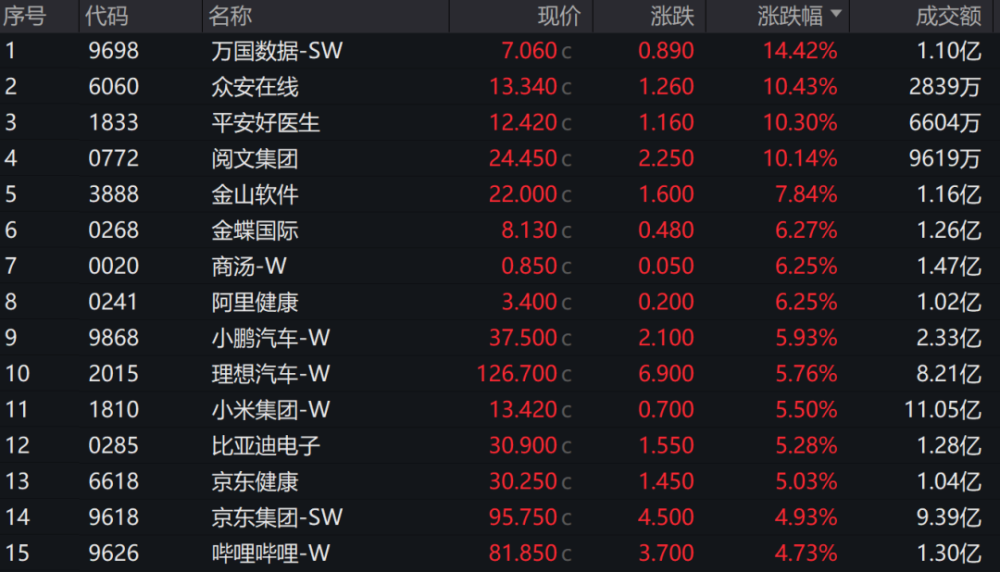 序号 代码 名称 现价 涨跌 涨跌幅 成交额
1 9698 万国数据-SW 7.060 c 0.890 14.42% 1.10亿
2 6060 众安在线 13.340 c 1.260 10.43% 2839万
3 1833 平安好医生 12.420 c 1.160 10.30% 6604万
4 0772 阅文集团 24.450 c 2.250 10.14% 9619万
5 3888 金山软件 22.000 c 1.600 7.84% 1.16亿
6 0268 金蝶国际 8.130 c 0.480 6.27% 1.26亿
7 0020 商汤-W 0.850 c 0.050 6.25% 1.47亿
8 0241 阿里健康 3.400 c 0.200 6.25% 1.02亿
9 9868 小鹏汽车-W 37.500 c 2.100 5.93% 2.33亿
10 2015 理想汽车-W 126.700 c 6.900 5.76% 8.21亿
11 1810 小米集团-W 13.420 c 0.700 5.50% 11.05亿
12 0285 比亚迪电子 30.900 c 1.550 5.28% 1.28亿
13 6618 京东健康 30.250 c 1.450 5.03% 1.04亿
14 9618 京东集团-SW 95.750 c 4.500 4.93% 9.39亿
15 9626 哔哩哔哩-W 81.850 c 3.700 4.73% 1.30亿